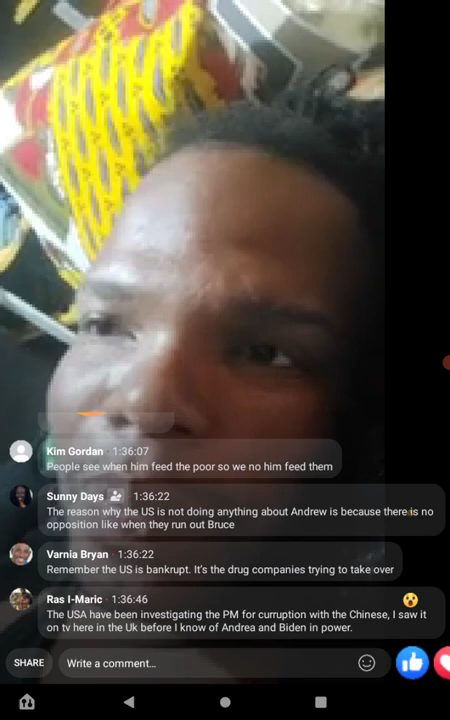 Kim Gordan · 1:36:07
People see when him feed the poor so we no him feed them
Sunny Days 1:36:22
The reason why the US is not doing anything about Andrew is because there is no
opposition like when they run out Bruce
Varnia Bryan · 1:36:22
Remember the US is bankrupt. It's the drug companies trying to take over
Ras I-Maric · 1:36:46
The USA have been investigating the PM for curruption with the Chinese, I saw it
on tv here in the Uk before I know of Andrea and Biden in power.
SHARE Write a comment...